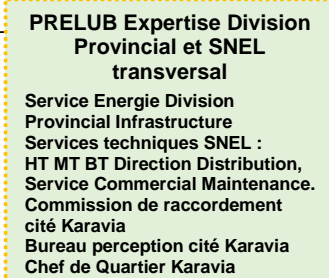 PRELUB Expertise Division
Provincial et SNEL
transversal
Service Energie Division
Provincial Infrastructure
Services techniques SNEL :
HT MT BT Direction Distribution,
Service Commercial Maintenance.
Commission de raccordement
cité Karavia
Bureau perception cité Karavia
Chef de Quartier Karavia